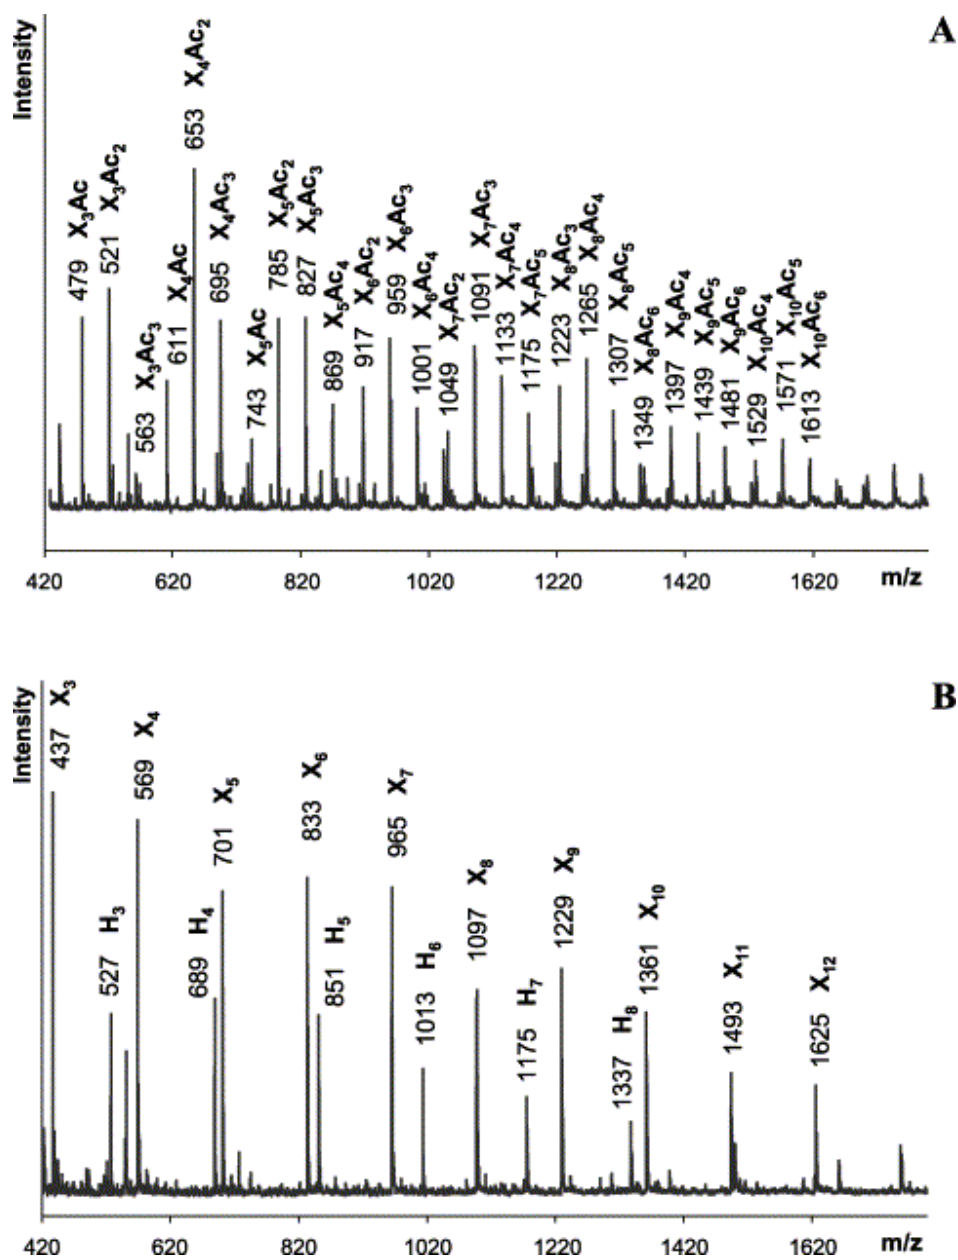 A
Intensity
479 X₃Ac
521 X₃Ac₂
563 X₃Ac₃
611 X₄Ac
653 X₄Ac₂
695 X₄Ac₃
743 X₅Ac
785 X₅Ac₂
827 X₅Ac₃
869 X₅Ac₄
917 X₆Ac₂
959 X₆Ac₃
1001 X₆Ac₄
1049 X₇Ac₂
1091 X₇Ac₃
1133 X₇Ac₄
1175 X₇Ac₅
1223 X₈Ac₃
1265 X₈Ac₄
1307 X₈Ac₅
1349 X₈Ac₆
1397 X₉Ac₄
1439 X₉Ac₅
1481 X₉Ac₆
1529 X₁₀Ac₄
1571 X₁₀Ac₅
1613 X₁₀Ac₆
420 620 820 1020 1220 1420 1620 m/z
B
Intensity
437 X₃
527 H₃
569 X₄
689 H₄
701 X₅
833 X₆
851 H₅
965 X₇
1013 H₆
1097 X₈
1175 H₇
1229 X₉
1337 H₈
1361 X₁₀
1493 X₁₁
1625 X₁₂
420 620 820 1020 1220 1420 1620 m/z